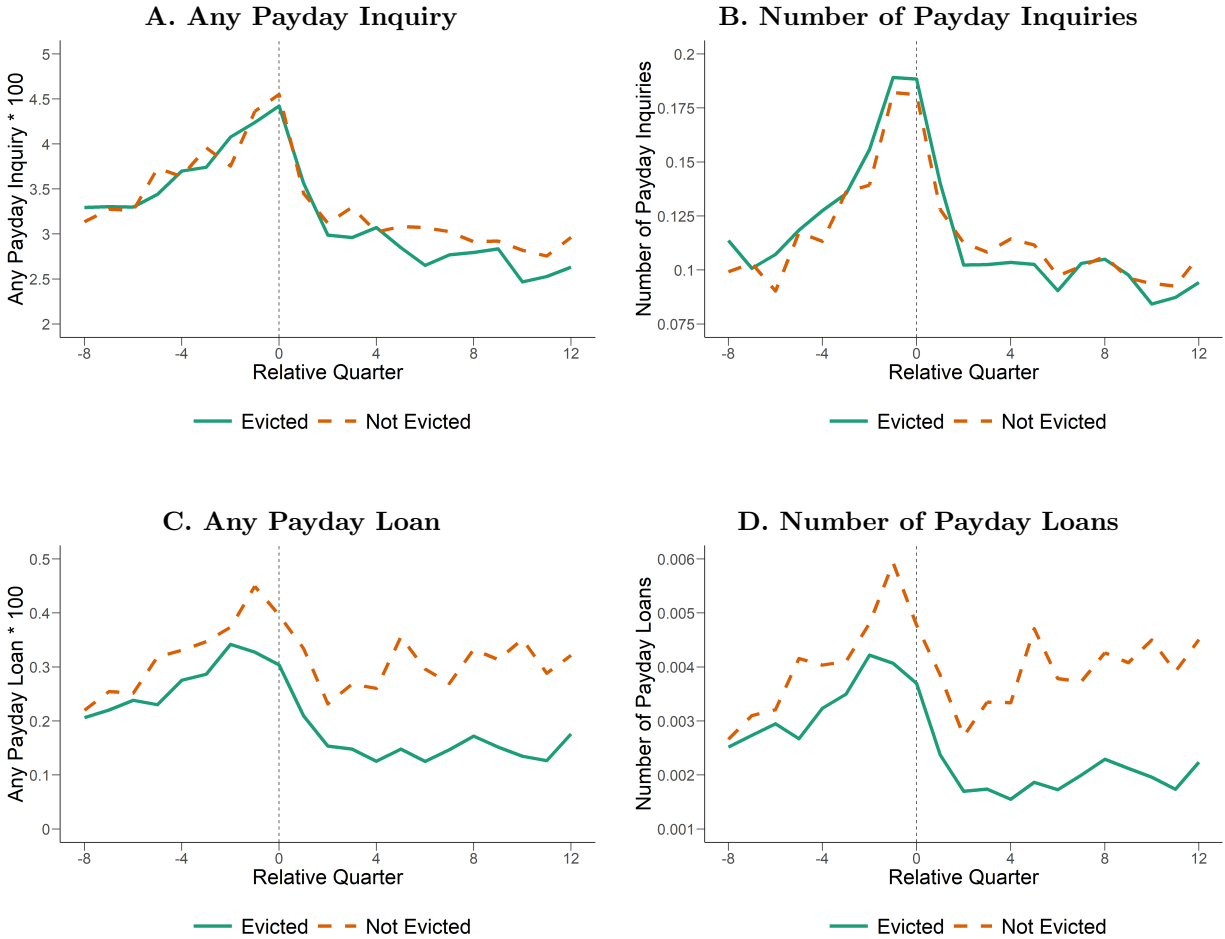 A. Any Payday Inquiry
Any Payday Inquiry * 100
5
4.5
4
3.5
3
2.5
2
-8 -4 0 4 8 12
Relative Quarter
Evicted Not Evicted
B. Number of Payday Inquiries
Number of Payday Inquiries
0.2
0.175
0.15
0.125
0.1
0.075
-8 -4 0 4 8 12
Relative Quarter
Evicted Not Evicted
C. Any Payday Loan
Any Payday Loan * 100
0.5
0.4
0.3
0.2
0.1
0
-8 -4 0 4 8 12
Relative Quarter
Evicted Not Evicted
D. Number of Payday Loans
Number of Payday Loans
0.006
0.005
0.004
0.003
0.002
0.001
-8 -4 0 4 8 12
Relative Quarter
Evicted Not Evicted